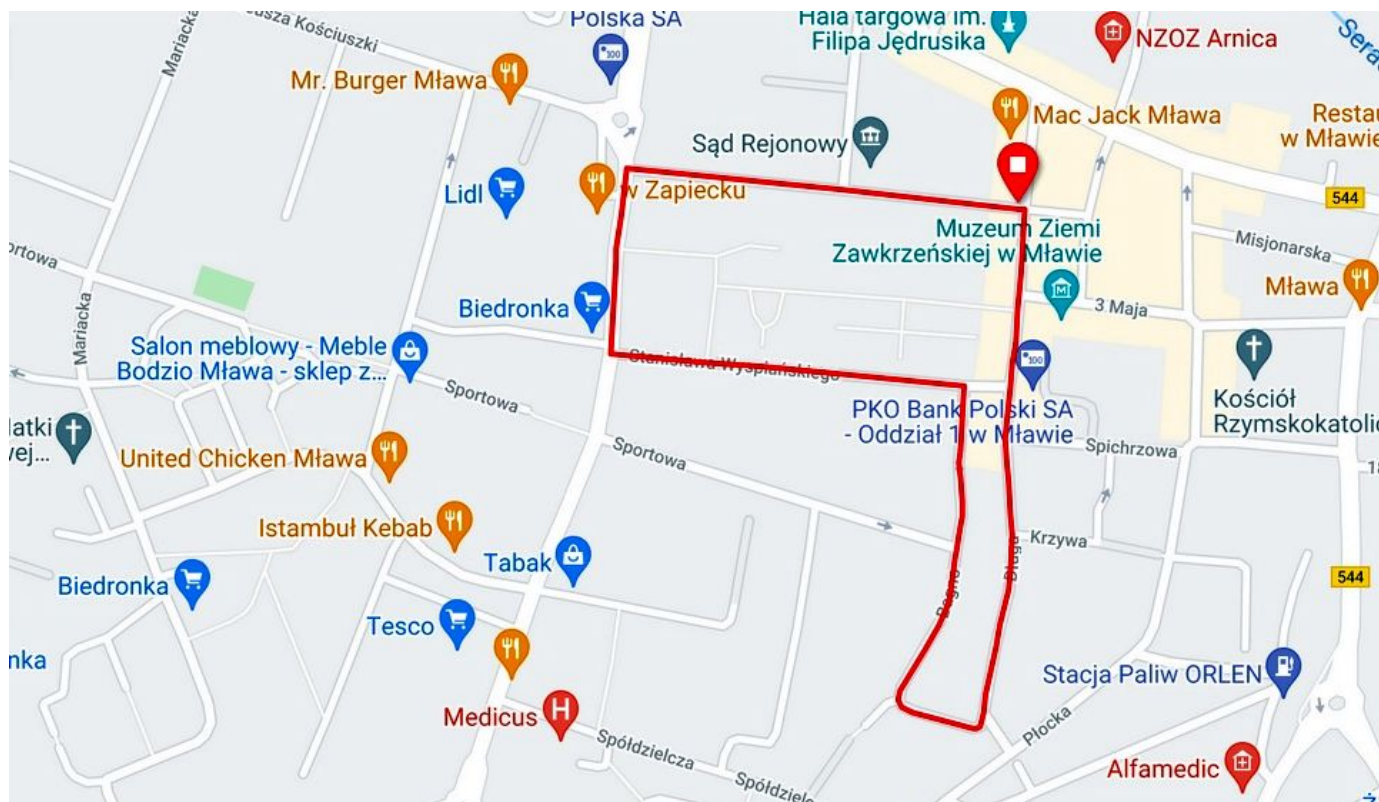 Polska SA
Hala targowa im.
Filipa Jędrusika
NZOZ Arnica
Mariacka
Kościuszki
Mr. Burger Mława
100
Mac Jack Mława
w Mławie
Sąd Rejonowy
Lidl
w Zapiecku
544
Muzeum Ziemi
Zawkrzeńskiej w Mławie
Misjonarska
Mława
Biedronka
3 Maja
M
Mariacka
Salon meblowy - Meble
Bodzio Mława - sklep z...
Stanisława Wyspiańskiego
100
Sportowa
PKO Bank Polski SA
- Oddział 1 w Mławie
Kościół
Spichrzowa
United Chicken Mława
Sportowa
Istambuł Kebab
Krzywa
Długa
Tabak
Biedronka
544
Tesco
Stacja Paliw ORLEN
Medicus
H
Płocka
Spółdzielcza
Alfamedic